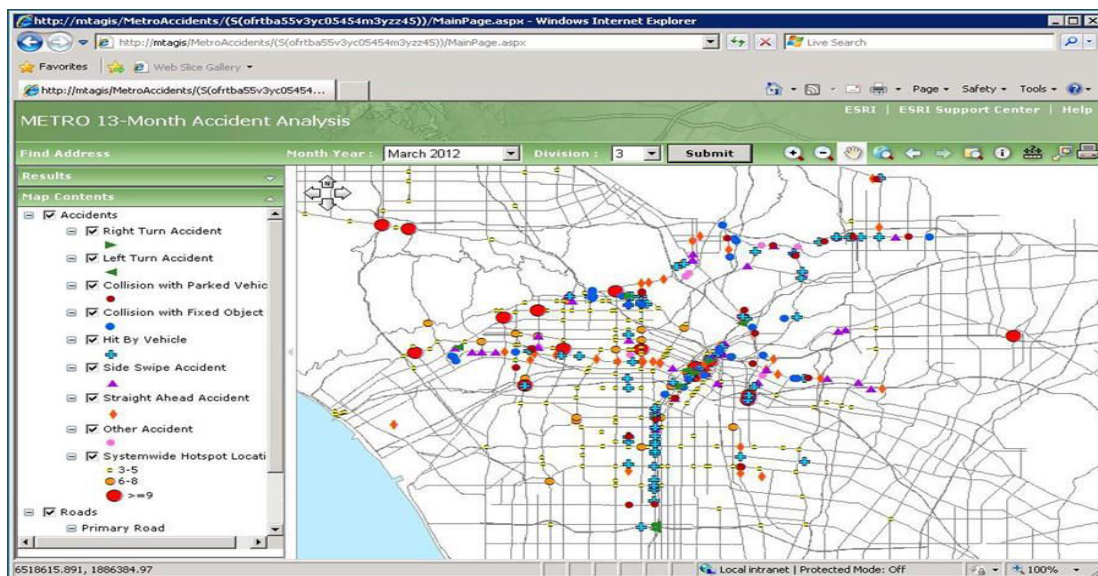 http://mtagis/MetroAccidents/(S(ofrtba55v3yc05454m3yzz45))/MainPage.aspx - Windows Internet Explorer
http://mtagis/MetroAccidents/(S(ofrtba55v3yc05454m3yzz45))/MainPage.aspx
Live Search
Favorites
Web Slice Gallery
http://mtagis/MetroAccidents/(S(ofrtba55v3yc05454...
Page
Safety
Tools
METRO 13-Month Accident Analysis
ESRI | ESRI Support Center | Help
Find Address
Month Year :
March 2012
Division :
3
Submit
Results
Map Contents
Accidents
Right Turn Accident
Left Turn Accident
Collision with Parked Vehic
Collision with Fixed Object
Hit By Vehicle
Side Swipe Accident
Straight Ahead Accident
Other Accident
Systemwide Hotspot Locati
3-5
6-8
>=9
Roads
Primary Road
N
6518615.891, 1886384.97
Local intranet | Protected Mode: Off
100%